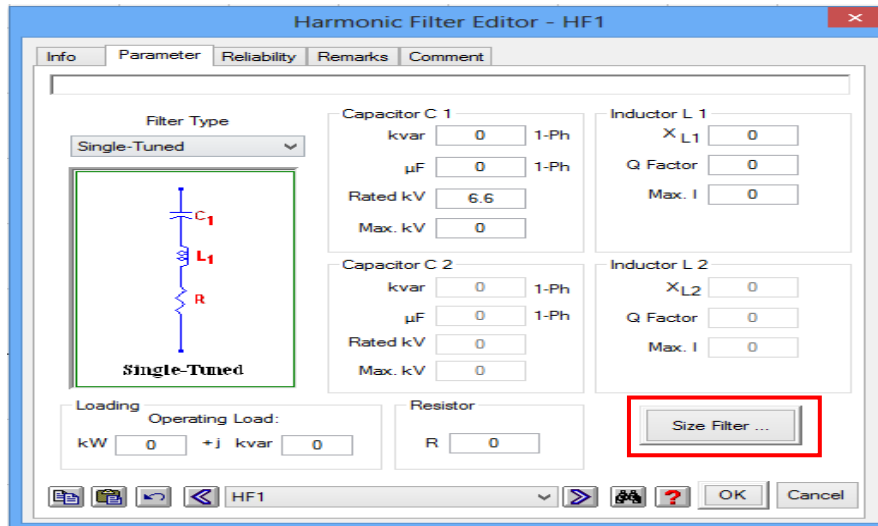 Harmonic Filter Editor - HF1
Info Parameter Reliability Remarks Comment
Filter Type
Single-Tuned
C1
L1
R
Single-Tuned
Capacitor C 1
kvar 0 1-Ph
µF 0 1-Ph
Rated kV 6.6
Max. kV 0
Inductor L 1
XL1 0
Q Factor 0
Max. I 0
Capacitor C 2
kvar 0 1-Ph
µF 0 1-Ph
Rated kV 0
Max. kV 0
Inductor L 2
XL2 0
Q Factor 0
Max. I 0
Loading
Operating Load:
kW 0 +j kvar 0
Resistor
R 0
Size Filter ...
HF1
? OK Cancel